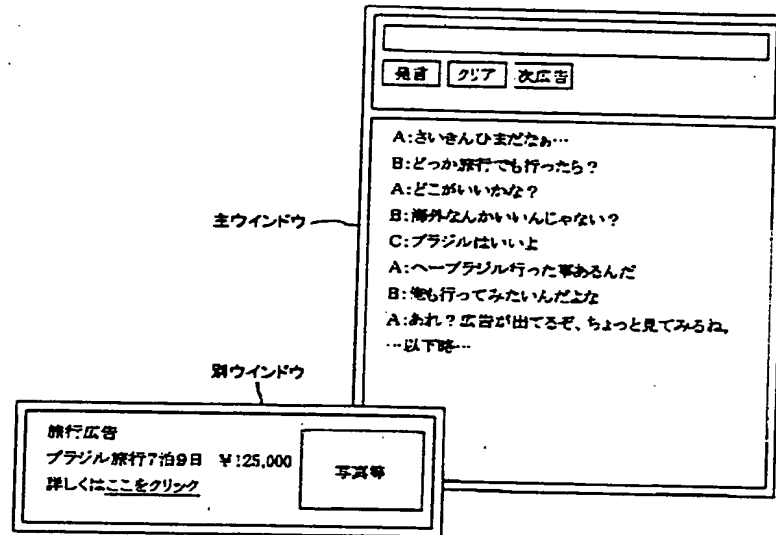 発言 クリア 次広告
A:さいきんひまだなぁ…
B:どっか旅行でも行ったら?
A:どこがいいかな?
主ウインドウ
B:海外なんかいいんじゃない?
C:ブラジルはいいよ
A:ヘーブラジル行った事あるんだ
B:俺も行ってみたいんだよな
A:あれ?広告が出てるぞ、ちょっと見てみるね。
…以下略…
別ウインドウ
旅行広告
ブラジル旅行7泊9日 ¥125,000
詳しくはここをクリック
写真等